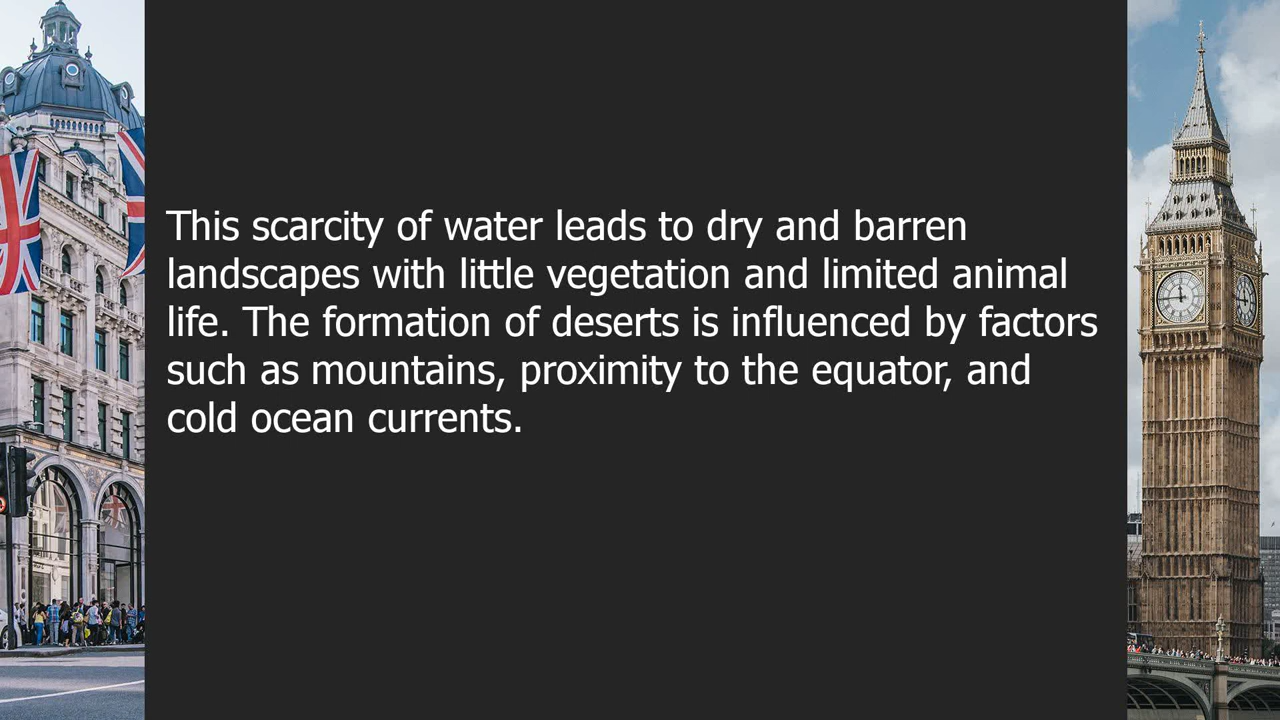 This scarcity of water leads to dry and barren
landscapes with little vegetation and limited animal
life. The formation of deserts is influenced by factors
such as mountains, proximity to the equator, and
cold ocean currents.